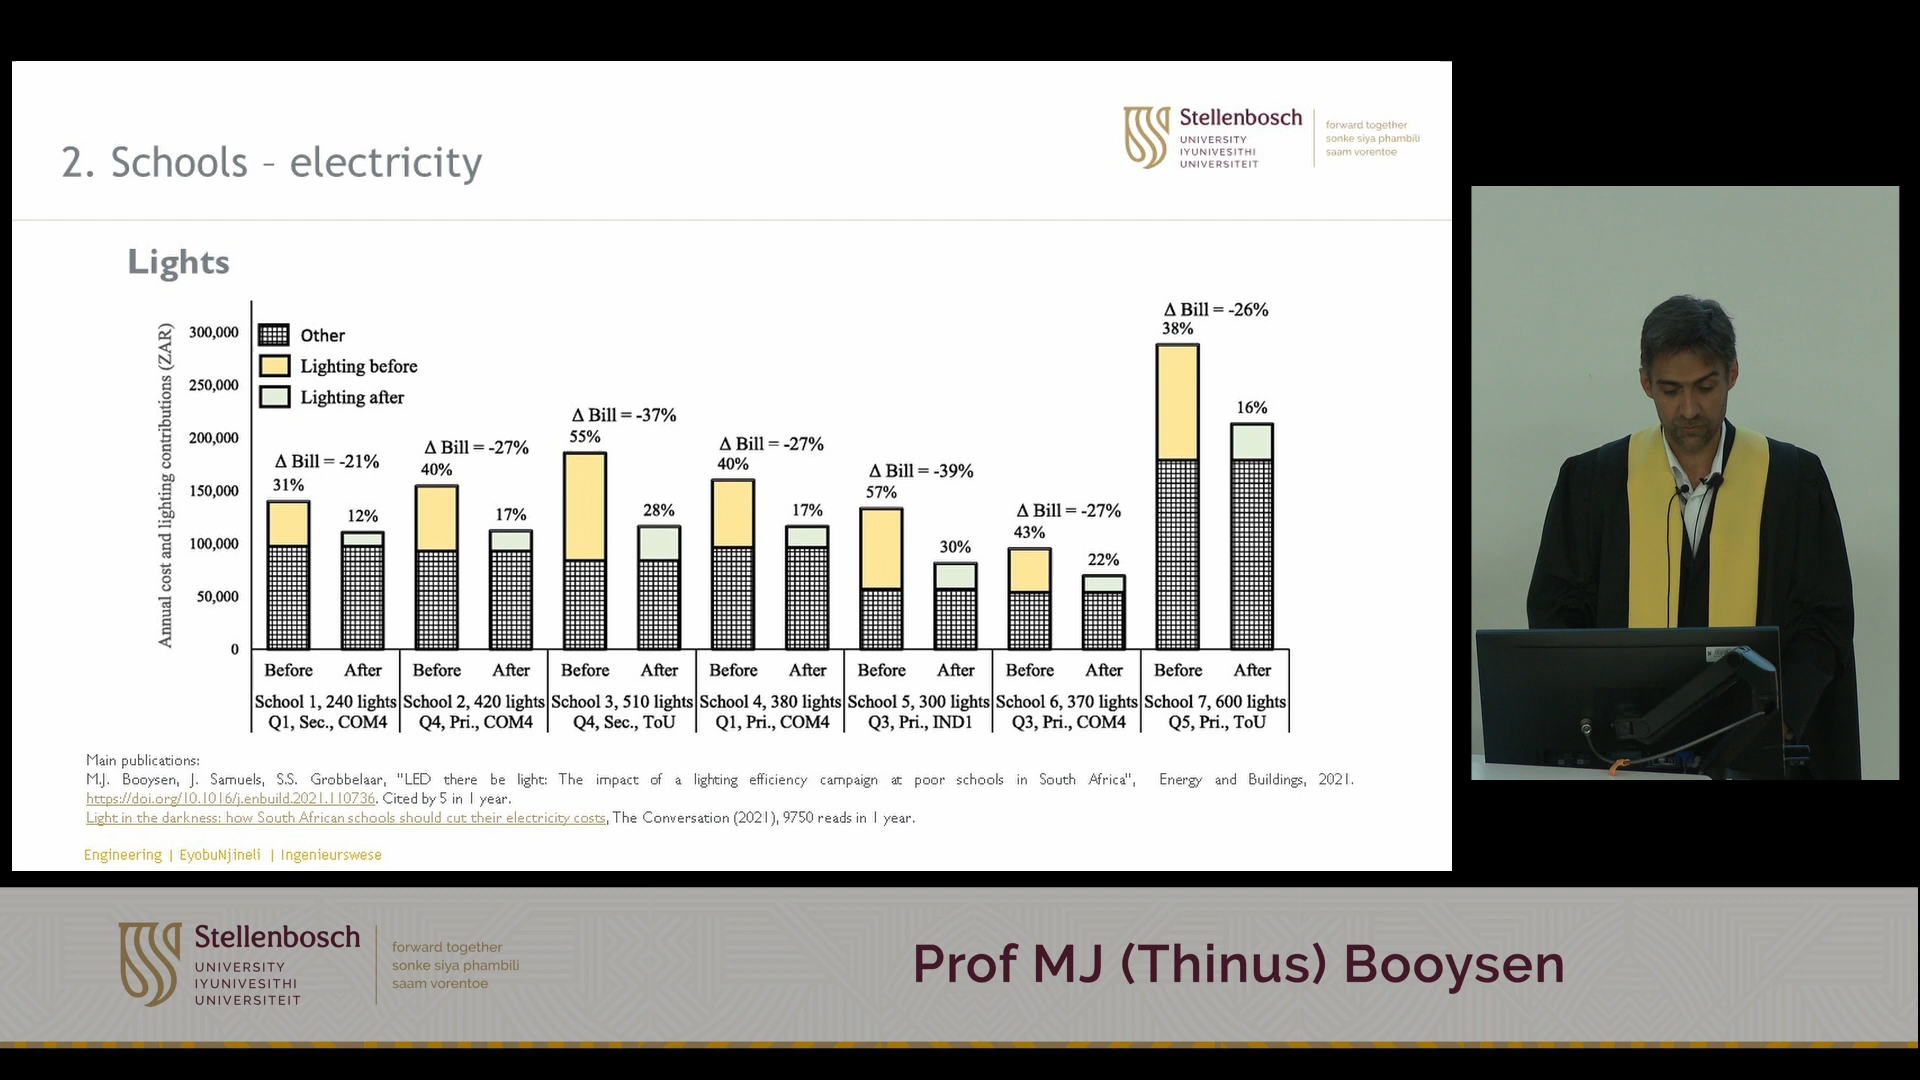 2. Schools - electricity
Stellenbosch
UNIVERSITY
IYUNIVESITHI
UNIVERSITEIT
forward together
sonke siya phambili
saam vorentoe
Lights
Annual cost and lighting contributions (ZAR)
300,000
250,000
200,000
150,000
100,000
50,000
0
Other
Lighting before
Lighting after
Δ Bill = -21%
31%
12%
Δ Bill = -27%
40%
17%
Δ Bill = -37%
55%
28%
Δ Bill = -27%
40%
17%
Δ Bill = -39%
57%
30%
Δ Bill = -27%
43%
22%
Δ Bill = -26%
38%
16%
Before After Before After Before After Before After Before After Before After Before After
School 1, 240 lights School 2, 420 lights School 3, 510 lights School 4, 380 lights School 5, 300 lights School 6, 370 lights School 7, 600 lights
Q1, Sec., COM4 Q4, Pri., COM4 Q4, Sec., ToU Q1, Pri., COM4 Q3, Pri., IND1 Q3, Pri., COM4 Q5, Pri., ToU
Main publications:
M.J. Booysen, J. Samuels, S.S. Grobbelaar, "LED there be light: The impact of a lighting efficiency campaign at poor schools in South Africa", Energy and Buildings, 2021.
https://doi.org/10.1016/j.enbuild.2021.110736. Cited by 5 in 1 year.
Light in the darkness: how South African schools should cut their electricity costs, The Conversation (2021), 9750 reads in 1 year.
Engineering | EyobuNjineli | Ingenieurswese
Stellenbosch
UNIVERSITY
IYUNIVESITHI
UNIVERSITEIT
forward together
sonke siya phambili
saam vorentoe
Prof MJ (Thinus) Booysen